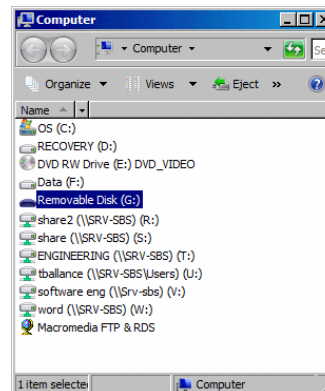 Computer
Computer
Se
Organize Views Eject »
Name
OS (C:)
RECOVERY (D:)
DVD RW Drive (E:) DVD_VIDEO
Data (F:)
Removable Disk (G:)
share2 (\\SRV-SBS) (R:)
share (\\SRV-SBS) (S:)
ENGINEERING (\\SRV-SBS) (T:)
tballance (\\SRV-SBS\Users) (U:)
software eng (\\Srv-sbs) (V:)
word (\\SRV-SBS) (W:)
Macromedia FTP & RDS
1 item selecte Computer